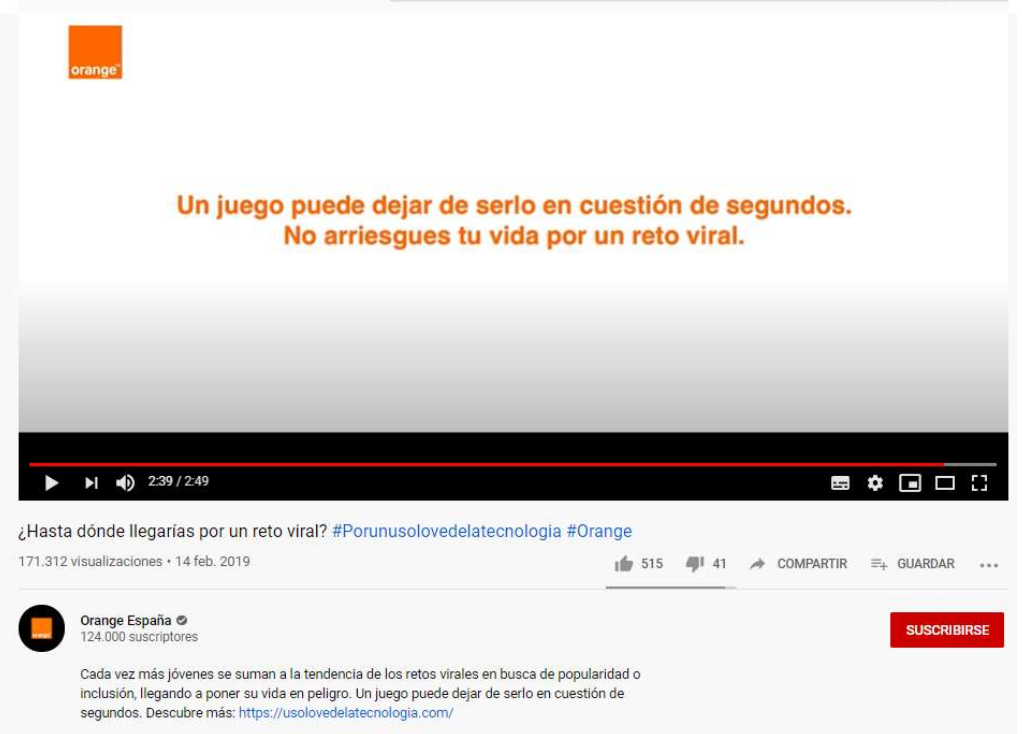 orange
Un juego puede dejar de serlo en cuestión de segundos.
No arriesgues tu vida por un reto viral.
2:39 / 2:49
¿Hasta dónde llegarías por un reto viral? #Porunusolovedelatecnologia #Orange
171.312 visualizaciones • 14 feb. 2019
515 41 COMPARTIR GUARDAR
Orange España
124.000 suscriptores
SUSCRIBIRSE
Cada vez más jóvenes se suman a la tendencia de los retos virales en busca de popularidad o
inclusión, llegando a poner su vida en peligro. Un juego puede dejar de serlo en cuestión de
segundos. Descubre más: https://usolovedelatecnologia.com/